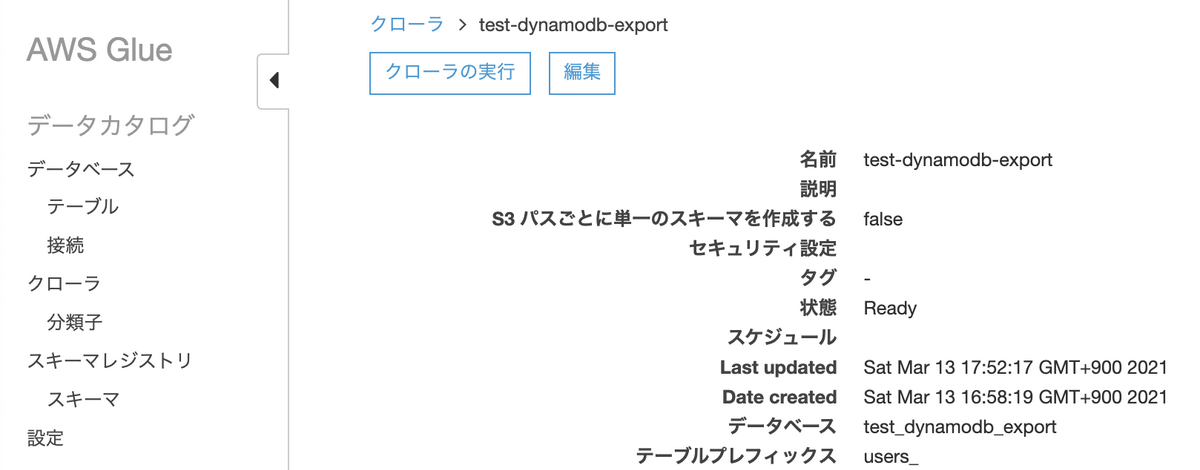 AWS Glue
データカタログ
データベース
テーブル
接続
クローラ
分類子
スキーマレジストリ
スキーマ
設定
クローラ > test-dynamodb-export
クローラの実行 編集
名前 test-dynamodb-export
説明
S3 パスごとに単一のスキーマを作成する false
セキュリティ設定
タグ -
状態 Ready
スケジュール
Last updated Sat Mar 13 17:52:17 GMT+900 2021
Date created Sat Mar 13 16:58:19 GMT+900 2021
データベース test_dynamodb_export
テーブルプレフィックス users_